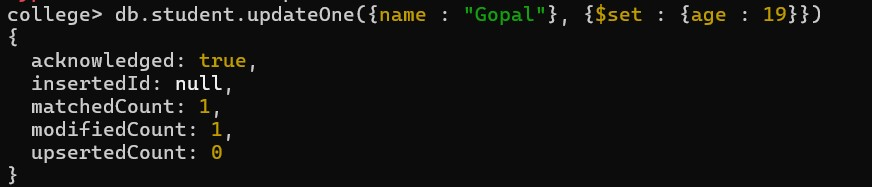 college> db.student.updateOne({name : "Gopal"}, {$set : {age : 19}})
{
  acknowledged: true,
  insertedId: null,
  matchedCount: 1,
  modifiedCount: 1,
  upsertedCount: 0
}